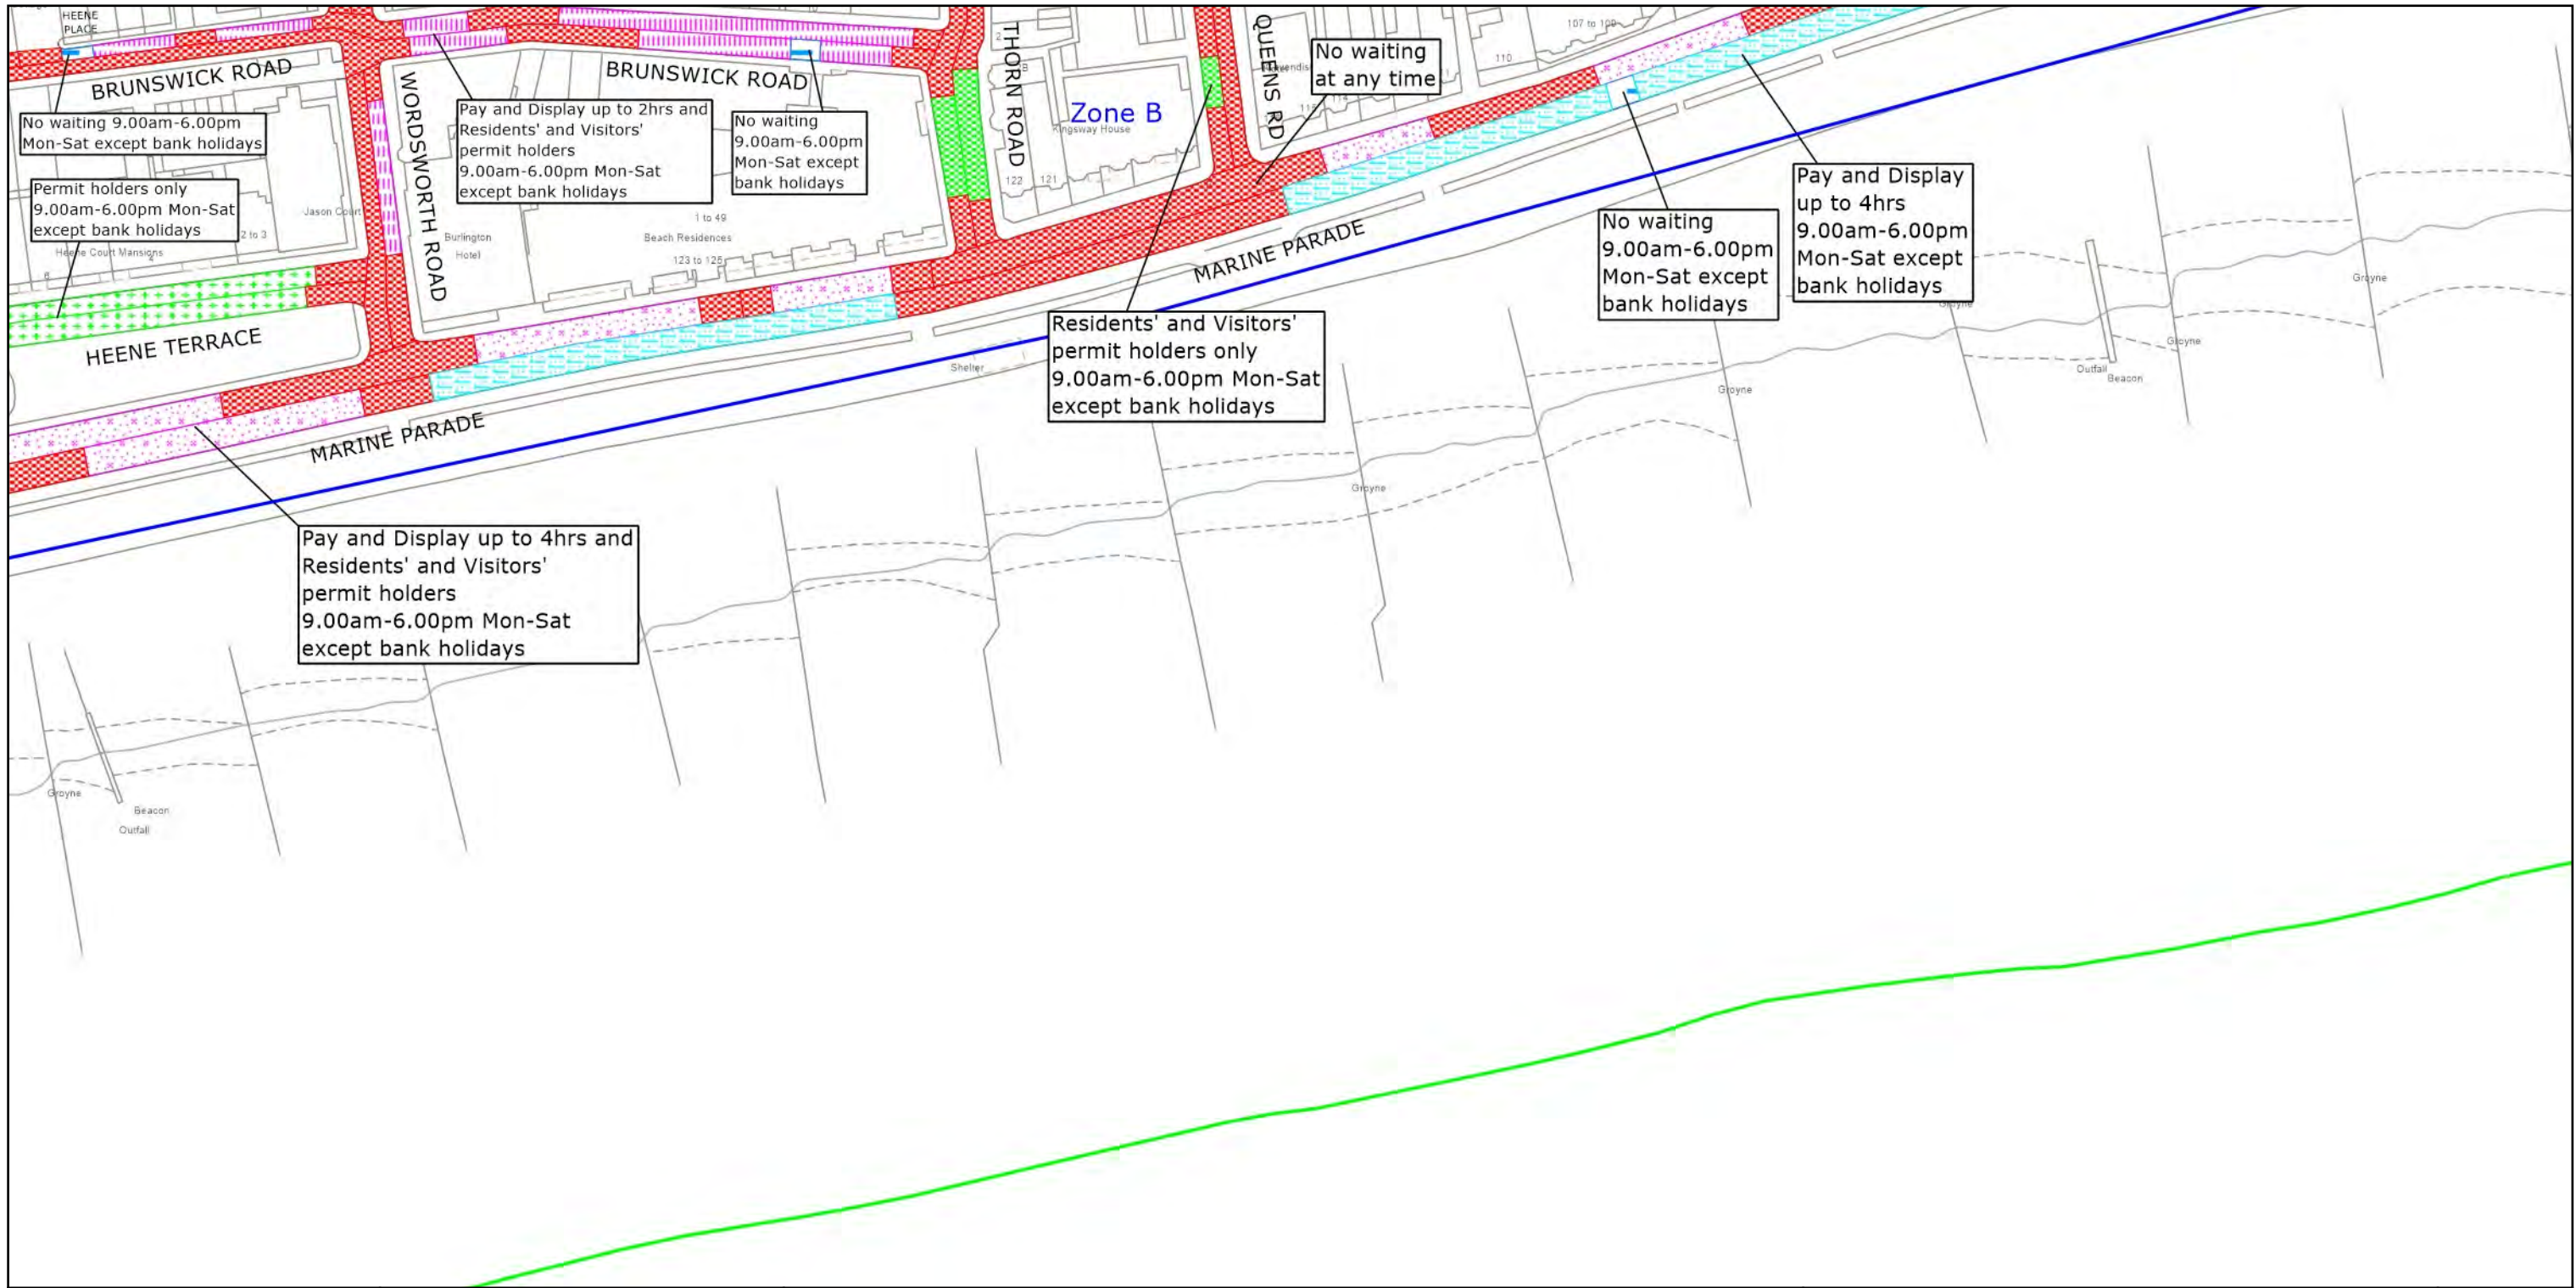 HEENE
PLACE
BRUNSWICK ROAD
BRUNSWICK ROAD
WORDSWORTH ROAD
THORN ROAD
QUEENS RD
Zone B
Kingsway House
107 to 109
110
No waiting
at any time
No waiting 9.00am-6.00pm
Mon-Sat except bank holidays
Pay and Display up to 2hrs and
Residents' and Visitors'
permit holders
9.00am-6.00pm Mon-Sat
except bank holidays
No waiting
9.00am-6.00pm
Mon-Sat except
bank holidays
Permit holders only
9.00am-6.00pm Mon-Sat
except bank holidays
Jason Court
2 to 3
Heene Court Mansions
4
6
Burlington
Hotel
1 to 49
Beach Residences
123 to 125
122
121
2
HEENE TERRACE
MARINE PARADE
MARINE PARADE
Shelter
Residents' and Visitors'
permit holders only
9.00am-6.00pm Mon-Sat
except bank holidays
No waiting
9.00am-6.00pm
Mon-Sat except
bank holidays
Pay and Display
up to 4hrs
9.00am-6.00pm
Mon-Sat except
bank holidays
Pay and Display up to 4hrs and
Residents' and Visitors'
permit holders
9.00am-6.00pm Mon-Sat
except bank holidays
Groyne
Groyne
Groyne
Outfall
Beacon
Groyne
Groyne
Groyne
Beacon
Outfall